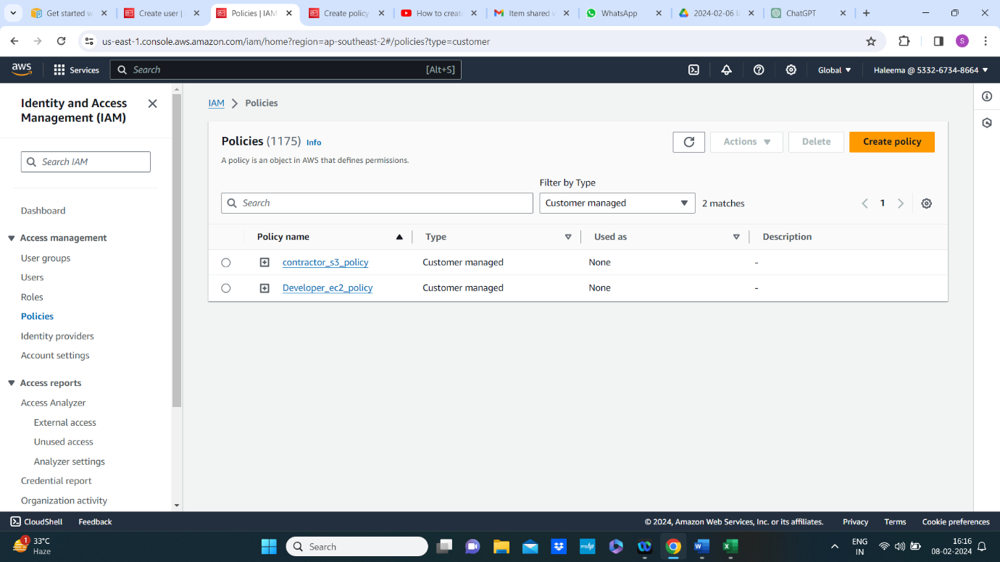 Get started w
Create user |
Policies | IAM
Create policy
How to create
Item shared w
WhatsApp
2024-02-06 I
ChatGPT
us-east-1.console.aws.amazon.com/iam/home?region=ap-southeast-2#/policies?type=customer
S
aws
Services
Search
[Alt+S]
Global
Haleema @ 5332-6734-8664
Identity and Access
Management (IAM)
Search IAM
Dashboard
Access management
User groups
Users
Roles
Policies
Identity providers
Account settings
Access reports
Access Analyzer
External access
Unused access
Analyzer settings
Credential report
Organization activity
IAM > Policies
Policies (1175) Info
A policy is an object in AWS that defines permissions.
Actions
Delete
Create policy
Filter by Type
Search
Customer managed
2 matches
1
Policy name Type Used as Description
contractor_s3_policy Customer managed None -
Developer_ec2_policy Customer managed None -
CloudShell Feedback © 2024, Amazon Web Services, Inc. or its affiliates. Privacy Terms Cookie preferences
1
33°C
Haze
Search
myhp
ENG
IN
16:16
08-02-2024